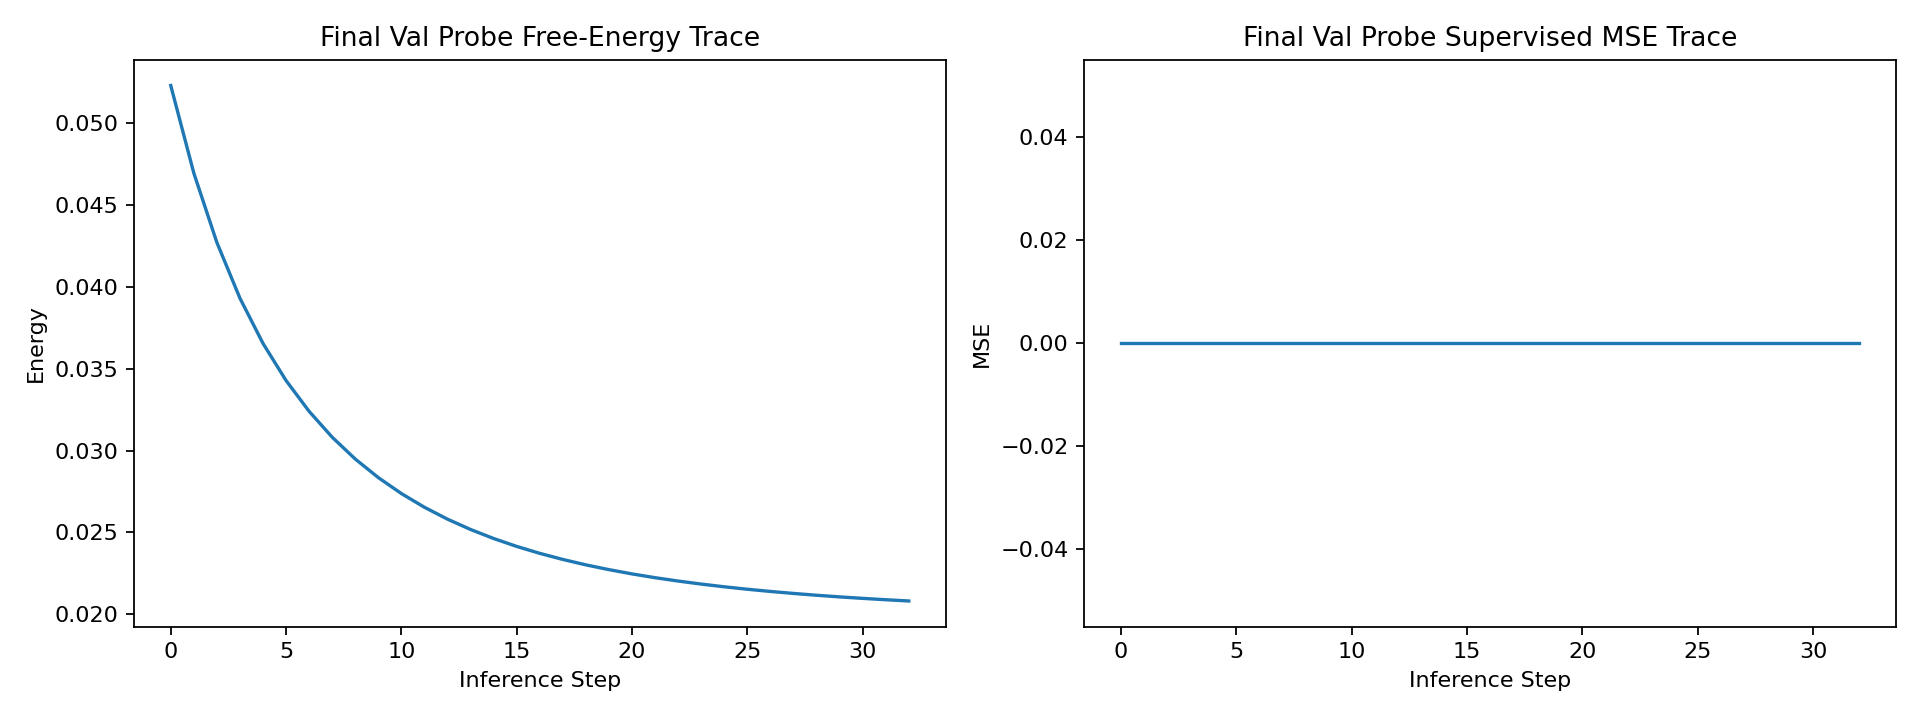 Final Val Probe Free-Energy Trace
Energy
0.050
0.045
0.040
0.035
0.030
0.025
0.020
0 5 10 15 20 25 30
Inference Step
Final Val Probe Supervised MSE Trace
MSE
0.04
0.02
0.00
−0.02
−0.04
0 5 10 15 20 25 30
Inference Step